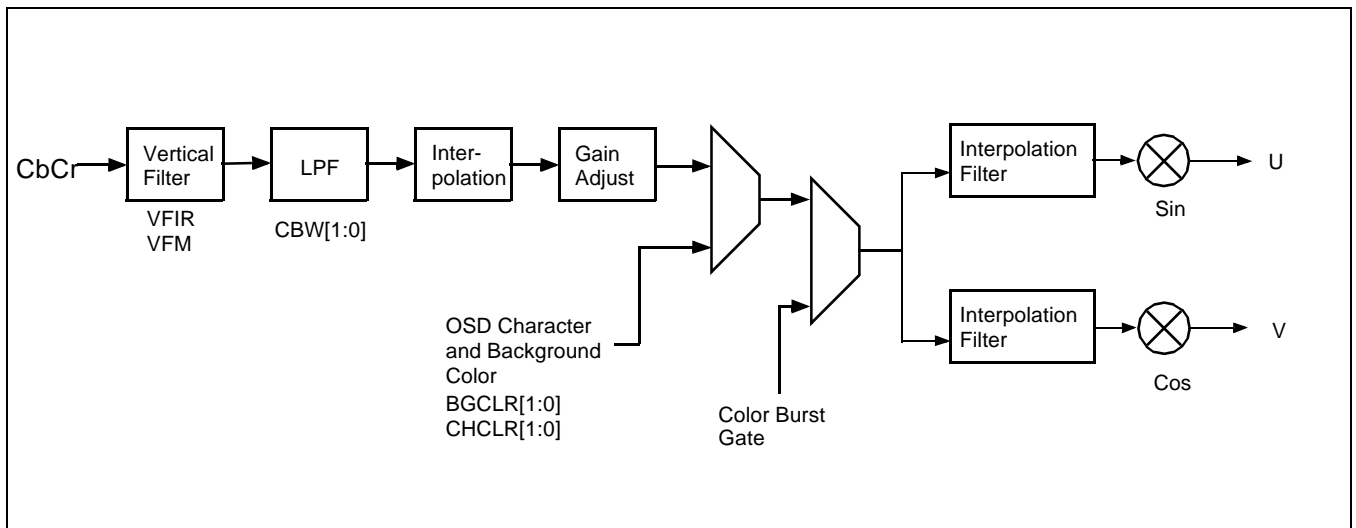 CbCr
Vertical
Filter
VFIR
VFM
LPF
CBW[1:0]
Inter-
polation
Gain
Adjust
OSD Character
and Background
Color
BGCLR[1:0]
CHCLR[1:0]
Color Burst
Gate
Interpolation
Filter
Sin
U
Interpolation
Filter
Cos
V